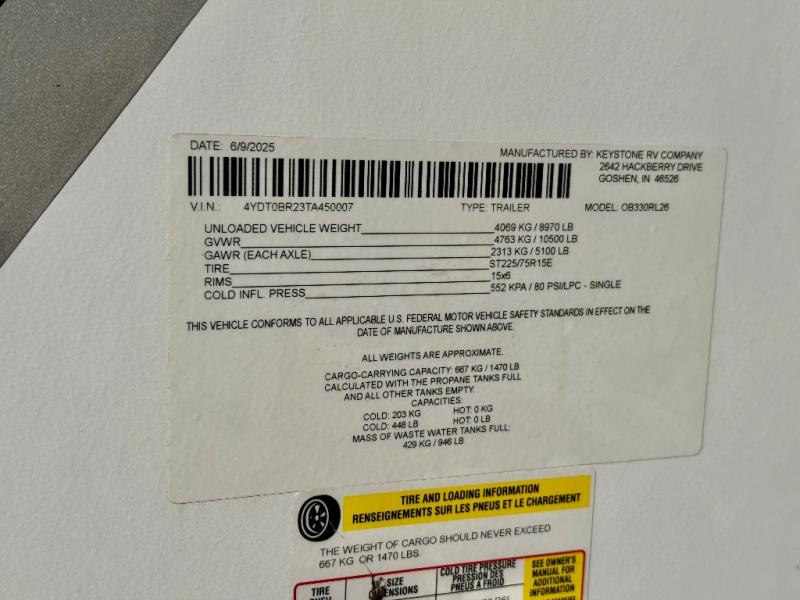 DATE: 6/9/2025
MANUFACTURED BY: KEYSTONE RV COMPANY
2642 HACKBERRY DRIVE
GOSHEN, IN 46526
V.I.N.: 4YDT0BR23TA450007 TYPE: TRAILER MODEL: OB330RL26
UNLOADED VEHICLE WEIGHT 4069 KG / 8970 LB
GVWR 4763 KG / 10500 LB
GAWR (EACH AXLE) 2313 KG / 5100 LB
TIRE ST225/75R15E
RIMS 15x6
COLD INFL. PRESS 552 KPA / 80 PSI/LPC - SINGLE
THIS VEHICLE CONFORMS TO ALL APPLICABLE U.S. FEDERAL MOTOR VEHICLE SAFETY STANDARDS IN EFFECT ON THE
DATE OF MANUFACTURE SHOWN ABOVE.
ALL WEIGHTS ARE APPROXIMATE.
CARGO-CARRYING CAPACITY: 667 KG / 1470 LB
CALCULATED WITH THE PROPANE TANKS FULL
AND ALL OTHER TANKS EMPTY.
CAPACITIES:
COLD: 203 KG HOT: 0 KG
COLD: 448 LB HOT: 0 LB
MASS OF WASTE WATER TANKS FULL:
429 KG / 946 LB
TIRE AND LOADING INFORMATION
RENSEIGNEMENTS SUR LES PNEUS ET LE CHARGEMENT
THE WEIGHT OF CARGO SHOULD NEVER EXCEED
667 KG OR 1470 LBS.
TIRE
SIZE
COLD TIRE PRESSURE
PRESSION DES
PNEUS A FROID
SEE OWNER'S
MANUAL FOR
ADDITIONAL
INFORMATION